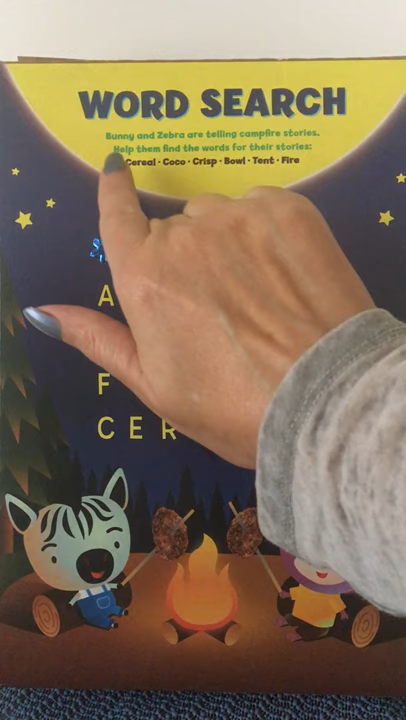 WORD SEARCH
Bunny and Zebra are telling campfire stories.
Help them find the words for their stories:
Cereal · Coco · Crisp · Bowl · Tent · Fire
A
F
C E R